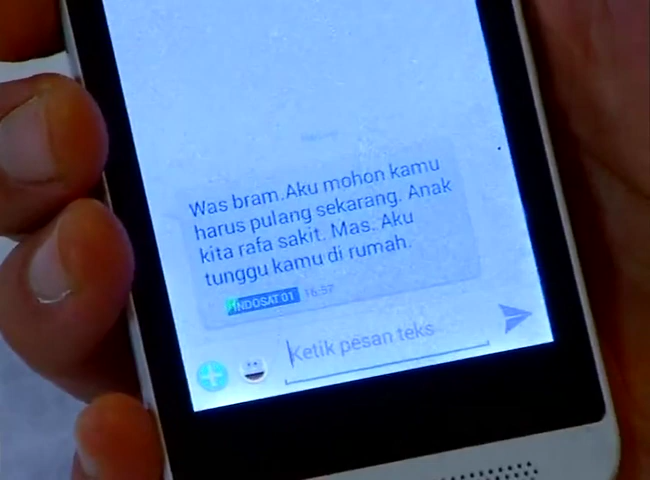 Was bram.Aku mohon kamu
harus pulang sekarang. Anak
kita rafa sakit. Mas. Aku
tunggu kamu di rumah.
INDOSAT 01 16:37
Ketik pesan teks